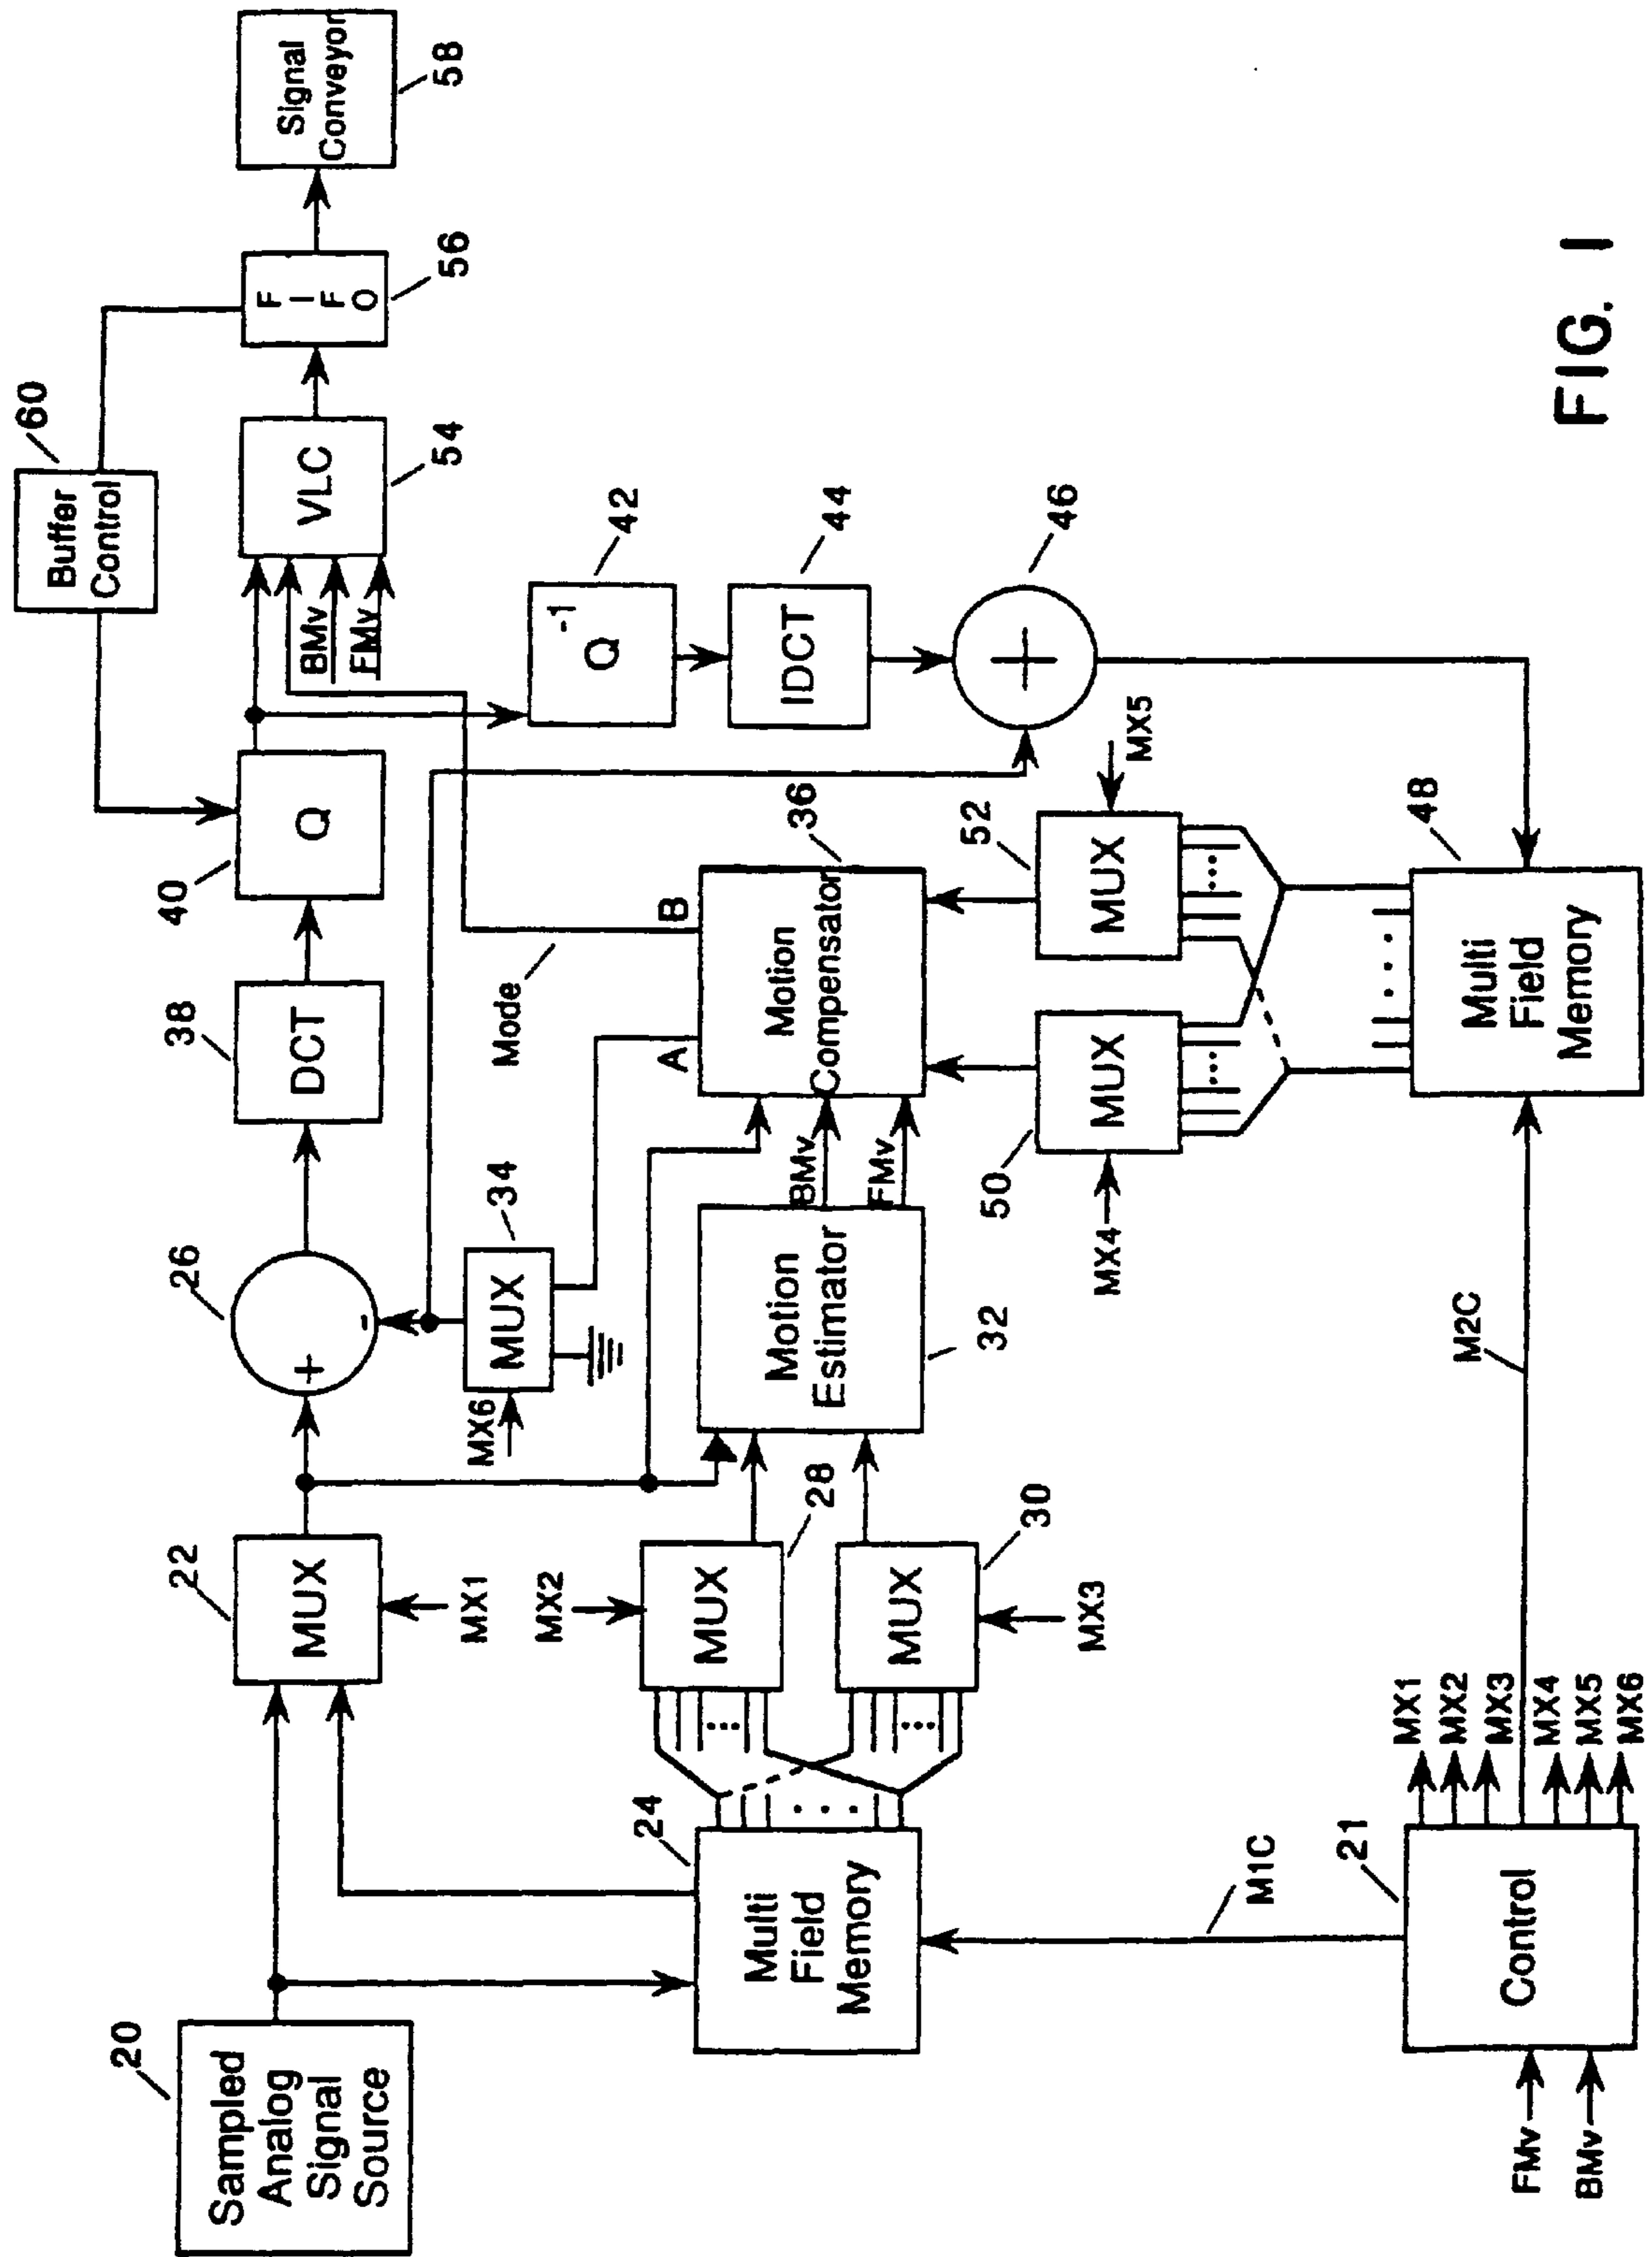 20
Sampled
Analog
Signal
Source
22
MUX
MX1
26
+
-
38
DCT
40
Q
60
Buffer
Control
BMv
FMv
VLC
54
F
I
F
O
56
Signal
Conveyor
58
24
Multi
Field
Memory
MX2
MUX
28
MUX
30
MX3
MX6
MUX
34
Motion
Estimator
32
BMv
FMv
A
B
Mode
Motion
Compensator
36
Q
-1
42
IDCT
44
+
46
MX4
50
MUX
52
MUX
MX5
48
Multi
Field
Memory
M1C
M2C
FMv
BMv
21
Control
MX1
MX2
MX3
MX4
MX5
MX6
FIG. 1